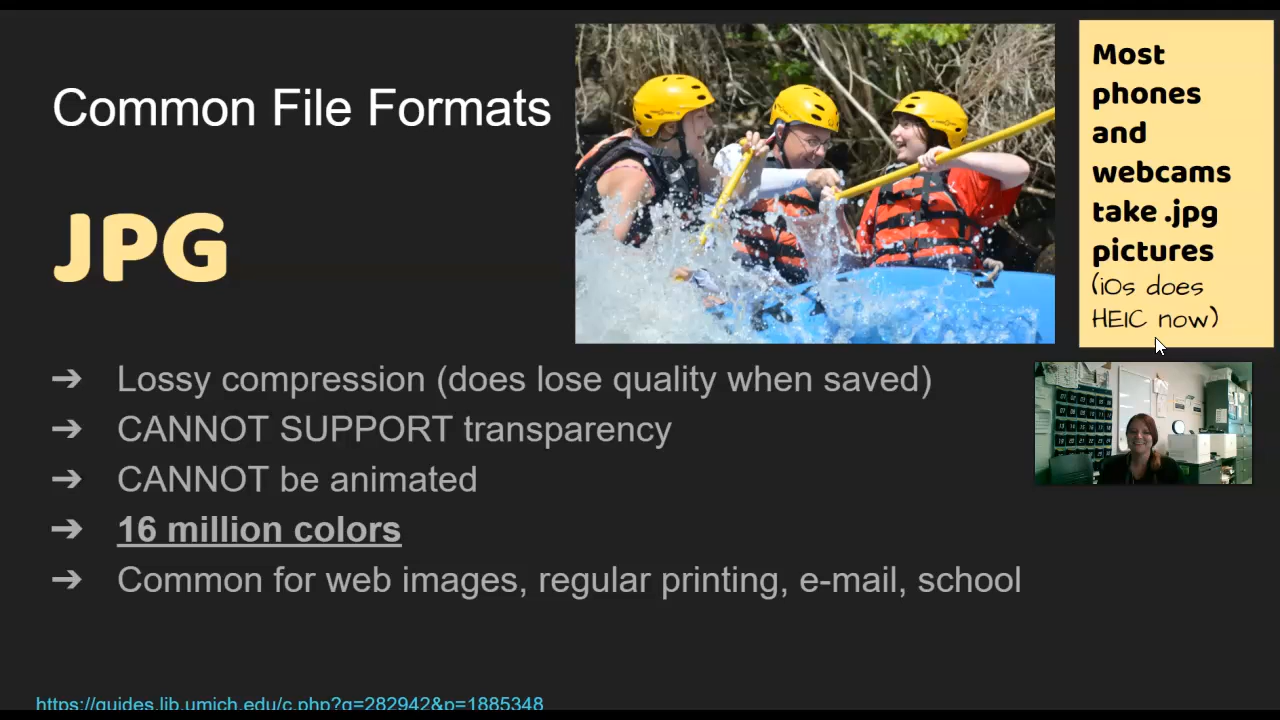 Common File Formats
JPG
Most
phones
and
webcams
take .jpg
pictures
(iOs does
HEIC now)
➔ Lossy compression (does lose quality when saved)
➔ CANNOT SUPPORT transparency
➔ CANNOT be animated
➔ 16 million colors
➔ Common for web images, regular printing, e-mail, school
https://guides.lib.umich.edu/c.php?g=282942&p=1885348